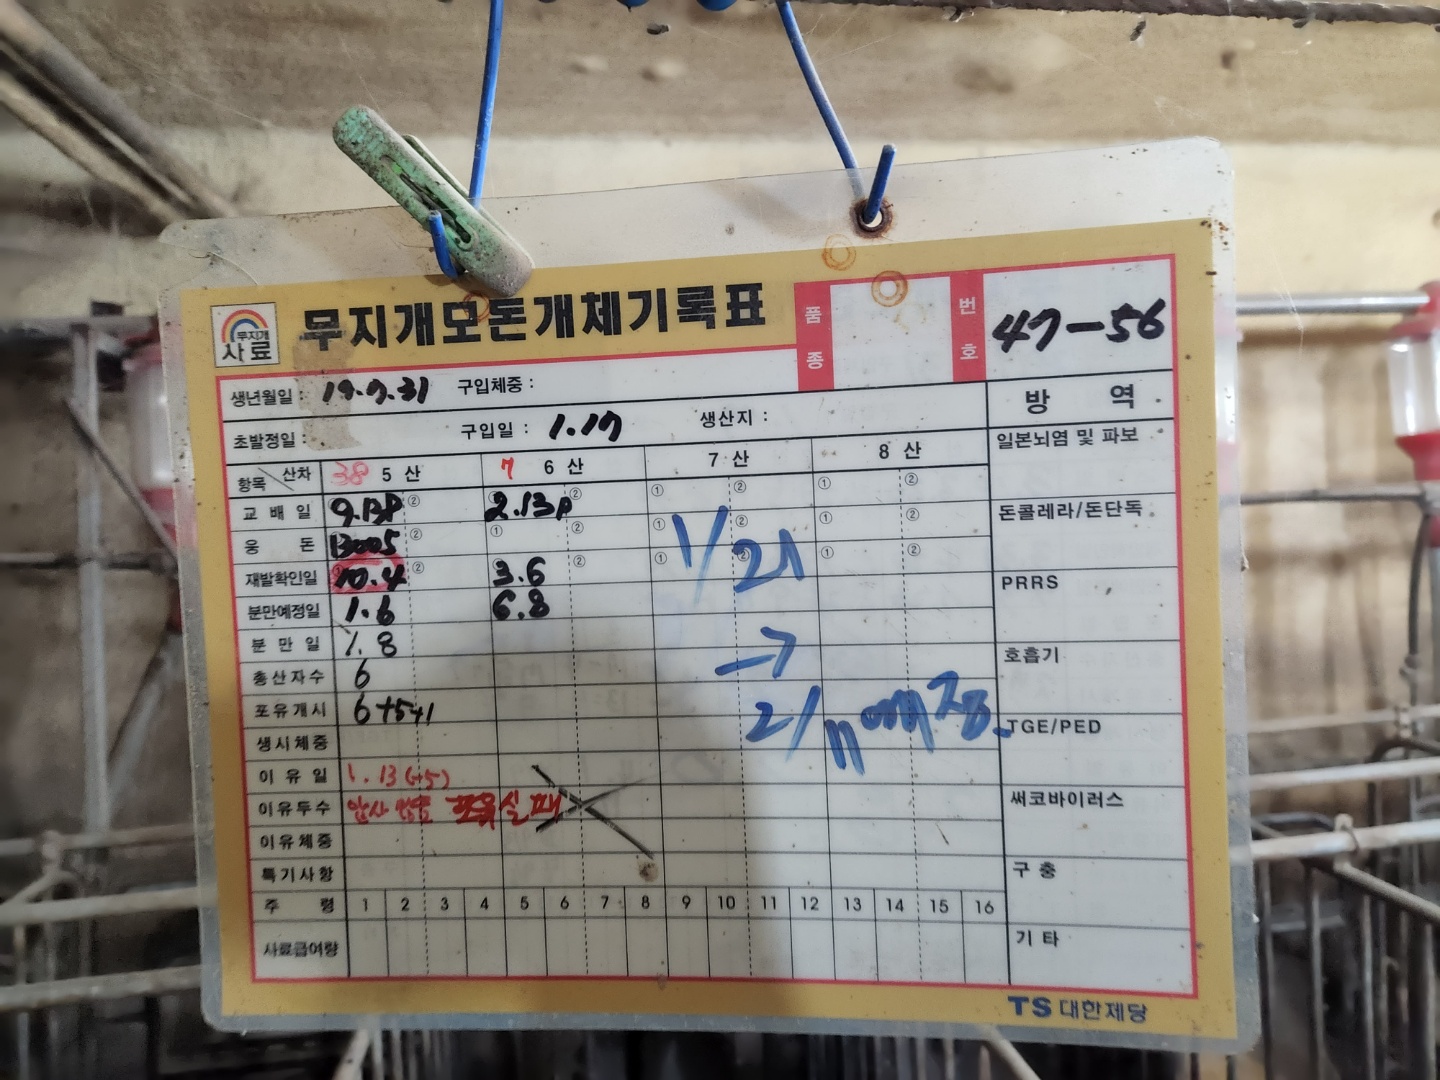 무지개
사료
무지개모돈개체기록표
품종
번호
47-56
생년월일 : 19.7.31 구입체중 :
초발정일 : 구입일 : 1.17 생산지 :
방 역
항목 산차 38 5 산 7 6 산 7 산 8 산
교 배 일 9.13P ② 2.13P ② ① ② ① ②
웅 돈 13005 ② ① ② ① ② ① ②
재발확인일 10.4 ② 3.6 ② ① ② ① ②
분만예정일 1.6 6.8
분 만 일 1.8
총산자수 6
포유개시 6+5+1
생시체중
이 유 일 1.13 (+5)
이유두수 포유실패
이유체중
특기사항
주 령 1 2 3 4 5 6 7 8 9 10 11 12 13 14 15 16
사료급여량
1/21
→
2/11 예정
일본뇌염 및 파보
돈콜레라/돈단독
PRRS
호흡기
TGE/PED
써코바이러스
구 충
기 타
TS 대한제당